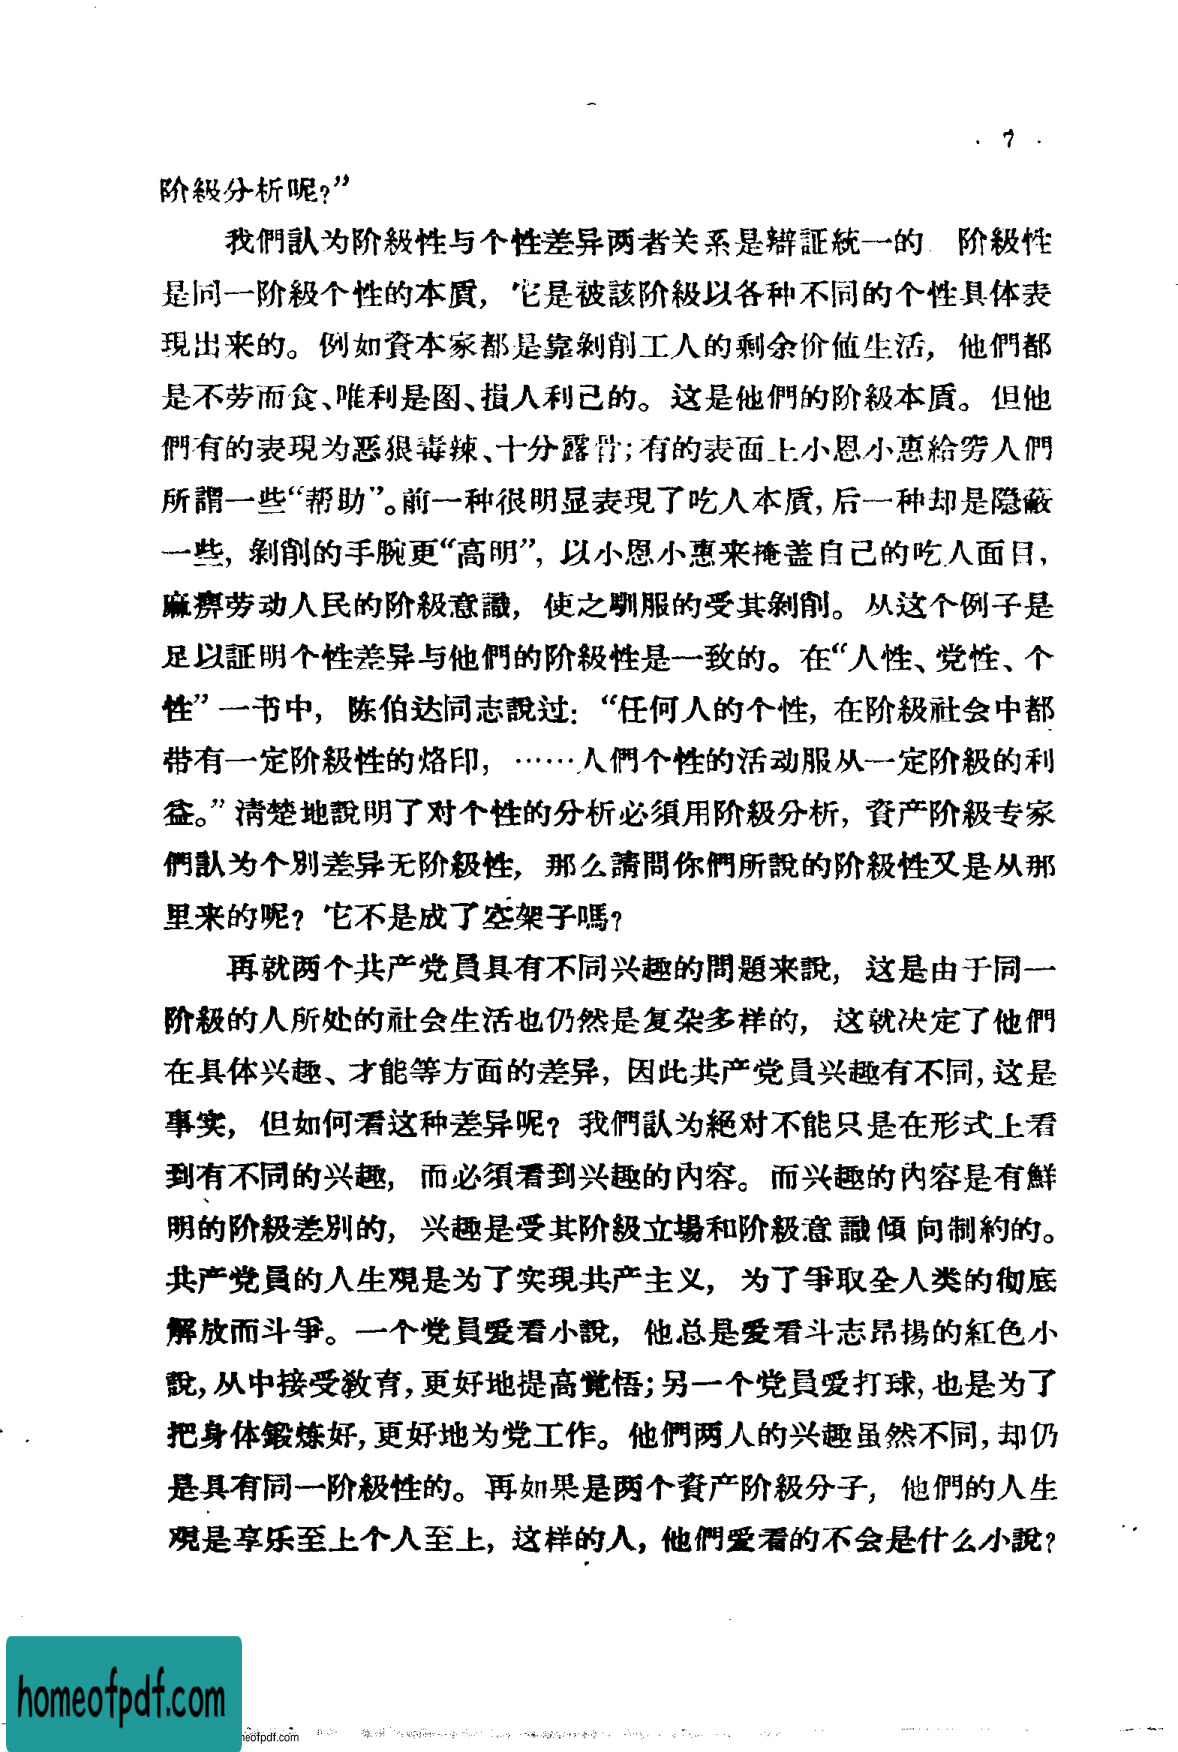 · 7 ·
阶級分析呢?”
我們認为阶級性与个性差异两者关系是辯証統一的 阶級性
是同一阶級个性的本質, 它是被該阶級以各种不同的个性具体表
現出来的。例如資本家都是靠剝削工人的剩余价值生活, 他們都
是不劳而食、唯利是图、損人利己的。这是他們的阶級本质。但他
們有的表現为恶狠毒辣、十分露骨;有的表面上小恩小惠給穷人們
所謂一些“帮助”。前一种很明显表現了吃人本质,后一种却是隐蔽
一些, 剝削的手腕更“高明”, 以小恩小惠来掩盖自己的吃人面目,
麻痹劳动人民的阶級意識, 使之馴服的受其剝削。从这个例子是
足以証明个性差异与他們的阶級性是一致的。在“人性、党性、个
性”一书中, 陈伯达同志說过: “任何人的个性, 在阶級社会中都
带有一定阶級性的烙印, ……人們个性的活动服从一定阶級的利
益。”清楚地說明了对个性的分析必須用阶級分析, 資产阶級专家
們認为个別差异无阶級性, 那么請問你們所說的阶級性又是从那
里来的呢? 它不是成了空架子嗎?
再就两个共产党員具有不同兴趣的問題来說, 这是由于同一
阶級的人所处的社会生活也仍然是复杂多样的, 这就决定了他們
在具体兴趣、才能等方面的差异, 因此共产党員兴趣有不同,这是
事实, 但如何看这种差异呢? 我們認为絕对不能只是在形式上看
到有不同的兴趣, 而必須看到兴趣的內容。而兴趣的內容是有鮮
明的阶級差別的, 兴趣是受其阶級立場和阶級意識傾向制約的。
共产党員的人生观是为了实現共产主义, 为了爭取全人类的彻底
解放而斗爭。一个党員爱看小說, 他总是爱看斗志昂揚的紅色小
說,从中接受敎育,更好地提高觉悟;另一个党員爱打球,也是为了
把身体鍛炼好,更好地为党工作。他們两人的兴趣虽然不同,却仍
是具有同一阶級性的。再如果是两个資产阶級分子, 他們的人生
观是享乐至上个人至上, 这样的人, 他們爱看的不会是什么小說?
homeofpdf.com
neofpdf.com